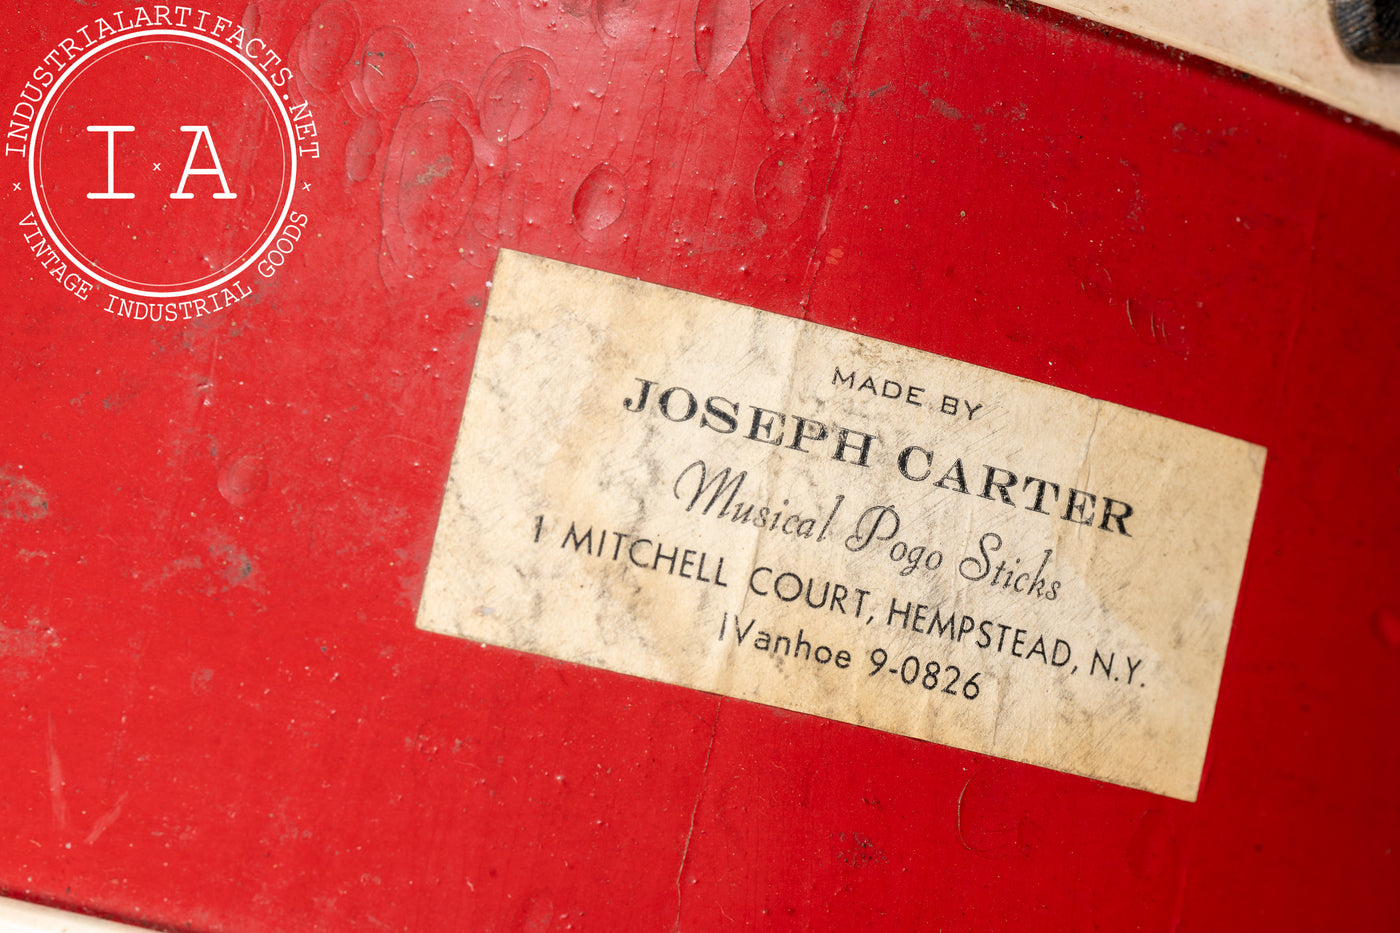 INDUSTRIALARTIFACTS.NET
I x A
x VINTAGE INDUSTRIAL GOODS x
MADE BY
JOSEPH CARTER
Musical Pogo Sticks
1 MITCHELL COURT, HEMPSTEAD, N.Y.
IVanhoe 9-0826